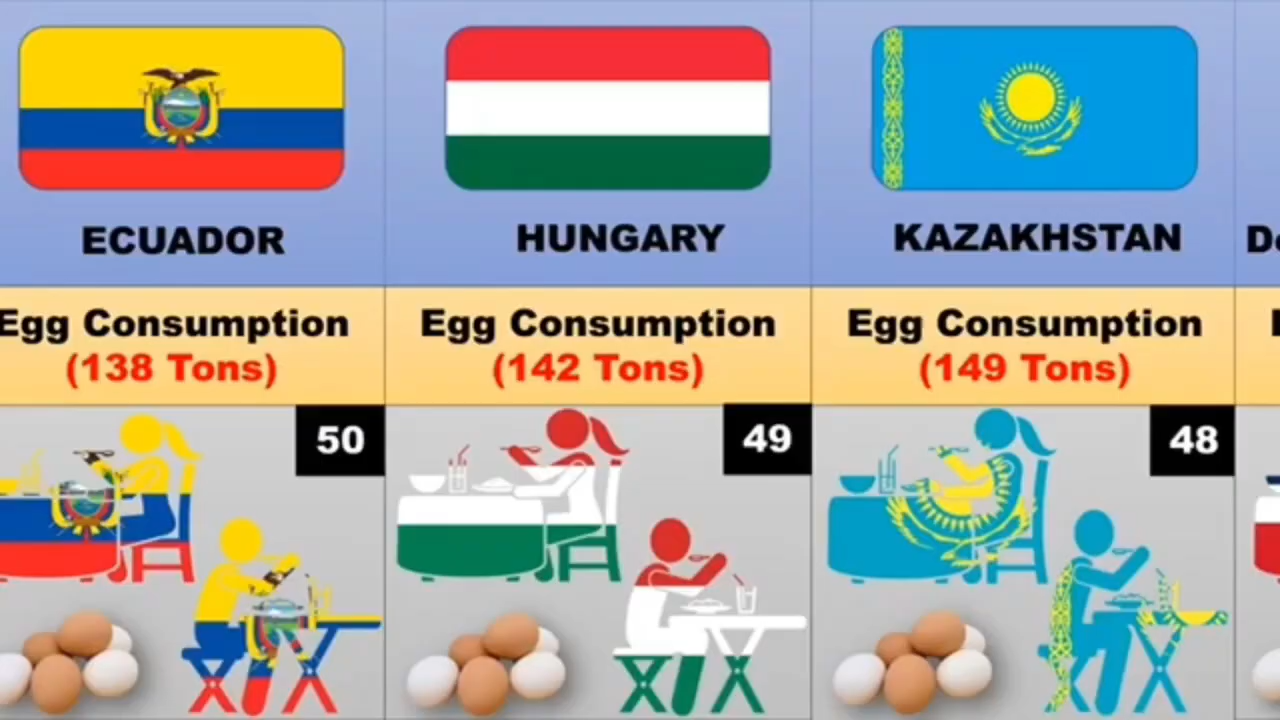 ECUADOR
Egg Consumption
(138 Tons)
50
HUNGARY
Egg Consumption
(142 Tons)
49
KAZAKHSTAN
Egg Consumption
(149 Tons)
48